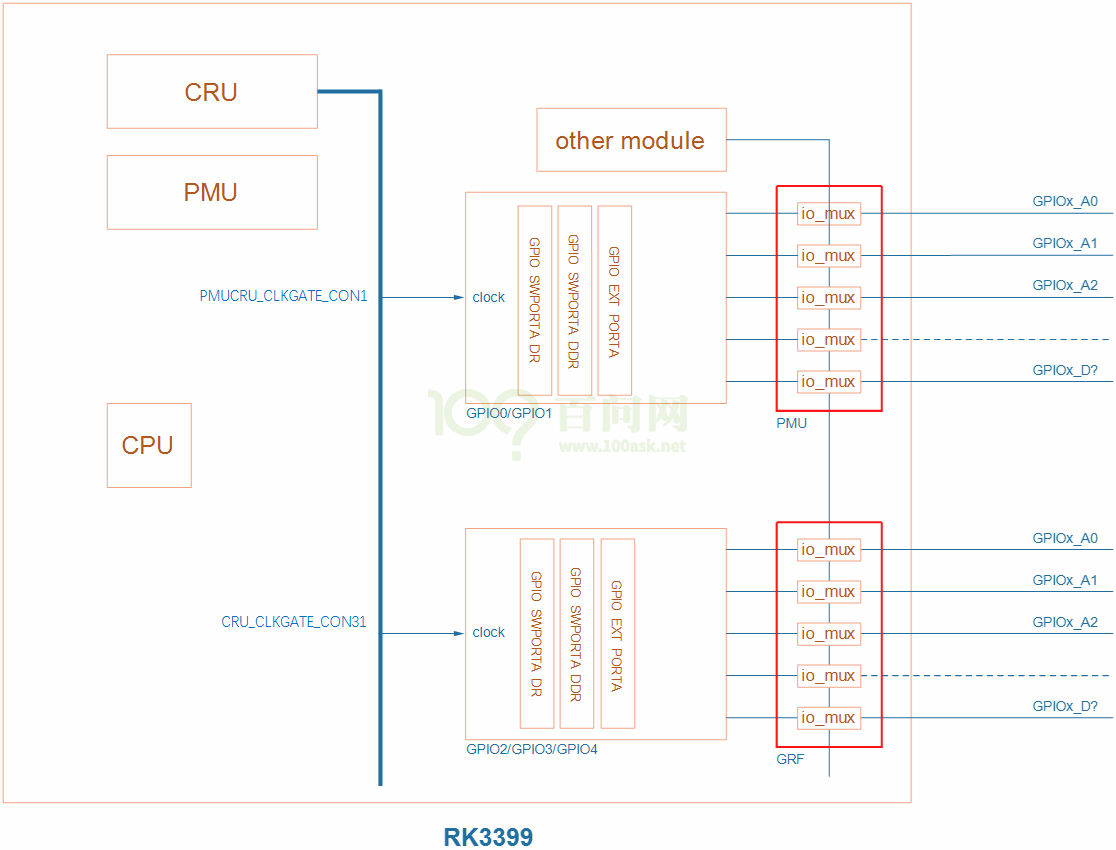 CRU
PMU
other module
GPIOx_A0
io_mux
GPIOx_A1
io_mux
GPIOx_A2
io_mux
io_mux
GPIOx_D?
io_mux
PMUCRU_CLKGATE_CON1
clock
GPIO SWPORTA DR
GPIO SWPORTA DDR
GPIO EXT PORTA
GPIO0/GPIO1
PMU
100?百问网
www.100ask.net
CPU
GPIOx_A0
io_mux
GPIOx_A1
io_mux
GPIOx_A2
io_mux
io_mux
GPIOx_D?
io_mux
CRU_CLKGATE_CON31
clock
GPIO SWPORTA DR
GPIO SWPORTA DDR
GPIO EXT PORTA
GPIO2/GPIO3/GPIO4
GRF
RK3399